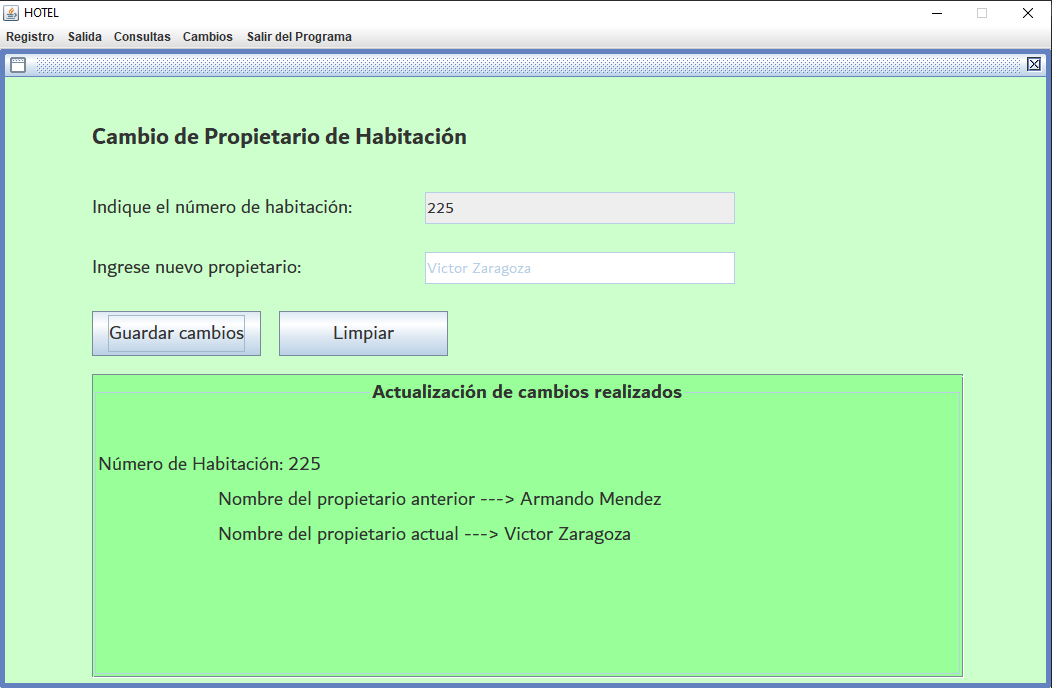 HOTEL
Registro Salida Consultas Cambios Salir del Programa
Cambio de Propietario de Habitación
Indique el número de habitación: 225
Ingrese nuevo propietario: Victor Zaragoza
Guardar cambios Limpiar
Actualización de cambios realizados
Número de Habitación: 225
Nombre del propietario anterior ---> Armando Mendez
Nombre del propietario actual ---> Victor Zaragoza